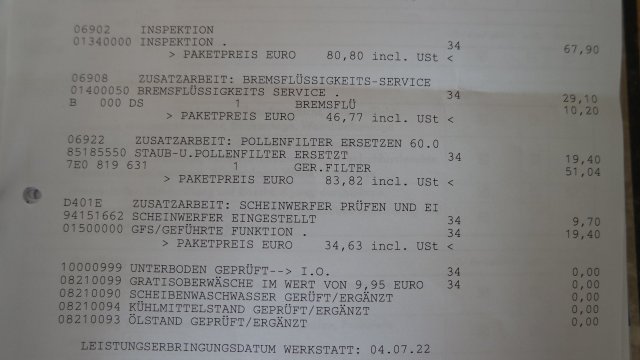 06902 INSPEKTION
01340000 INSPEKTION . 34 67,90
> PAKETPREIS EURO 80,80 incl. USt <
06908 ZUSATZARBEIT: BREMSFLÜSSIGKEITS-SERVICE
01400050 BREMSFLÜSSIGKEITS SERVICE . 34 29,10
B 000 DS 1 BREMSFLÜ 10,20
> PAKETPREIS EURO 46,77 incl. USt <
06922 ZUSATZARBEIT: POLLENFILTER ERSETZEN 60.0
85185550 STAUB-U.POLLENFILTER ERSETZT 34 19,40
7E0 819 631 1 GER.FILTER 51,04
> PAKETPREIS EURO 83,82 incl. USt <
D401E ZUSATZARBEIT: SCHEINWERFER PRÜFEN UND EI
94151662 SCHEINWERFER EINGESTELLT 34 9,70
01500000 GFS/GEFÜHRTE FUNKTION . 34 19,40
> PAKETPREIS EURO 34,63 incl. USt <
10000999 UNTERBODEN GEPRÜFT--> I.O. 34 0,00
08210099 GRATISOBERWÄSCHE IM WERT VON 9,95 EURO 34 0,00
08210090 SCHEIBENWASCHWASSER GERÜFT/ERGÄNZT 0,00
08210094 KÜHLMITTELSTAND GEPRÜFT/ERGÄNZT 0,00
08210093 ÖLSTAND GEPRÜFT/ERGÄNZT 0,00
LEISTUNGSERBRINGUNGSDATUM WERKSTATT: 04.07.22